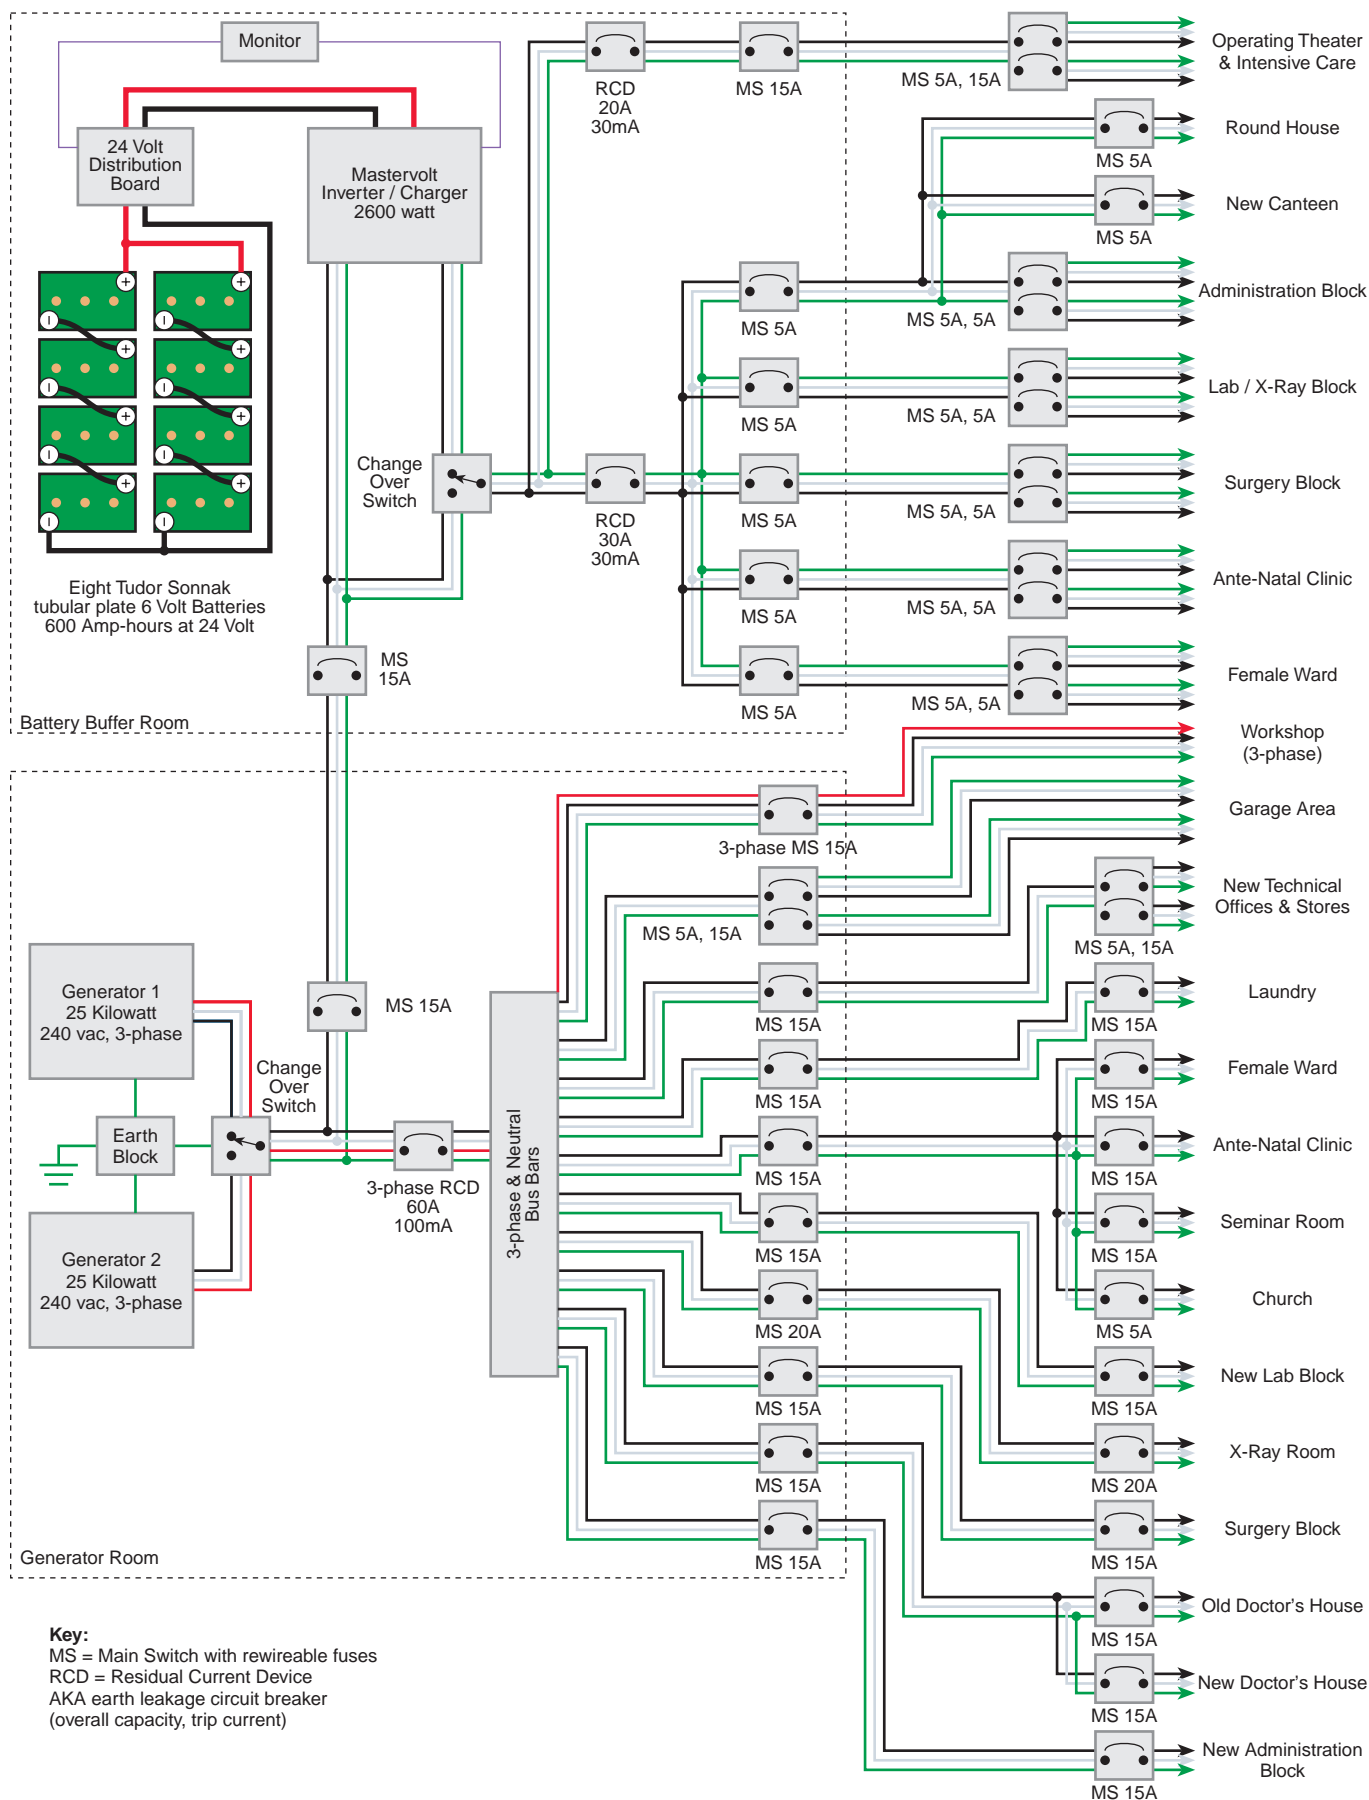 Monitor
24 Volt
Distribution
Board
Mastervolt
Inverter / Charger
2600 watt
RCD
20A
30mA
MS 15A
MS 5A, 15A
Operating Theater
& Intensive Care
MS 5A
Round House
MS 5A
New Canteen
MS 5A
MS 5A, 5A
Administration Block
MS 5A
MS 5A, 5A
Lab / X-Ray Block
Change
Over
Switch
RCD
30A
30mA
MS 5A
MS 5A, 5A
Surgery Block
MS 5A
MS 5A, 5A
Ante-Natal Clinic
MS 5A
MS 5A, 5A
Female Ward
+
+
+
+
+
+
+
+
Eight Tudor Sonnak
tubular plate 6 Volt Batteries
600 Amp-hours at 24 Volt
MS
15A
Battery Buffer Room
Workshop
(3-phase)
3-phase MS 15A
Garage Area
MS 5A, 15A
New Technical
Offices & Stores
MS 5A, 15A
Generator 1
25 Kilowatt
240 vac, 3-phase
MS 15A
Change
Over
Switch
Earth
Block
3-phase RCD
60A
100mA
Generator 2
25 Kilowatt
240 vac, 3-phase
3-phase & Neutral
Bus Bars
MS 15A
MS 15A
Laundry
MS 15A
MS 15A
Female Ward
MS 15A
MS 15A
Ante-Natal Clinic
MS 15A
MS 15A
Seminar Room
MS 20A
MS 5A
Church
MS 15A
MS 15A
New Lab Block
MS 15A
MS 20A
X-Ray Room
MS 15A
MS 15A
Surgery Block
Generator Room
MS 15A
Old Doctor's House
MS 15A
New Doctor's House
MS 15A
New Administration
Block
Key:
MS = Main Switch with rewireable fuses
RCD = Residual Current Device
AKA earth leakage circuit breaker
(overall capacity, trip current)